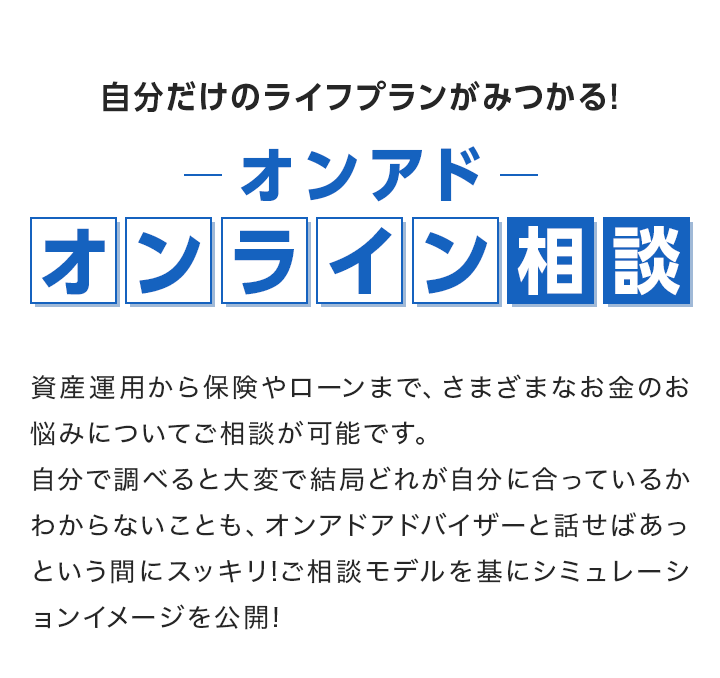 自分だけのライフプランがみつかる!
オンアド
オンライン相談
資産運用から保険やローンまで、さまざまなお金のお
悩みについてご相談が可能です。
自分で調べると大変で結局どれが自分に合っているか
わからないことも、オンアドアドバイザーと話せばあっ
という間にスッキリ!ご相談モデルを基にシミュレーシ
ョンイメージを公開!